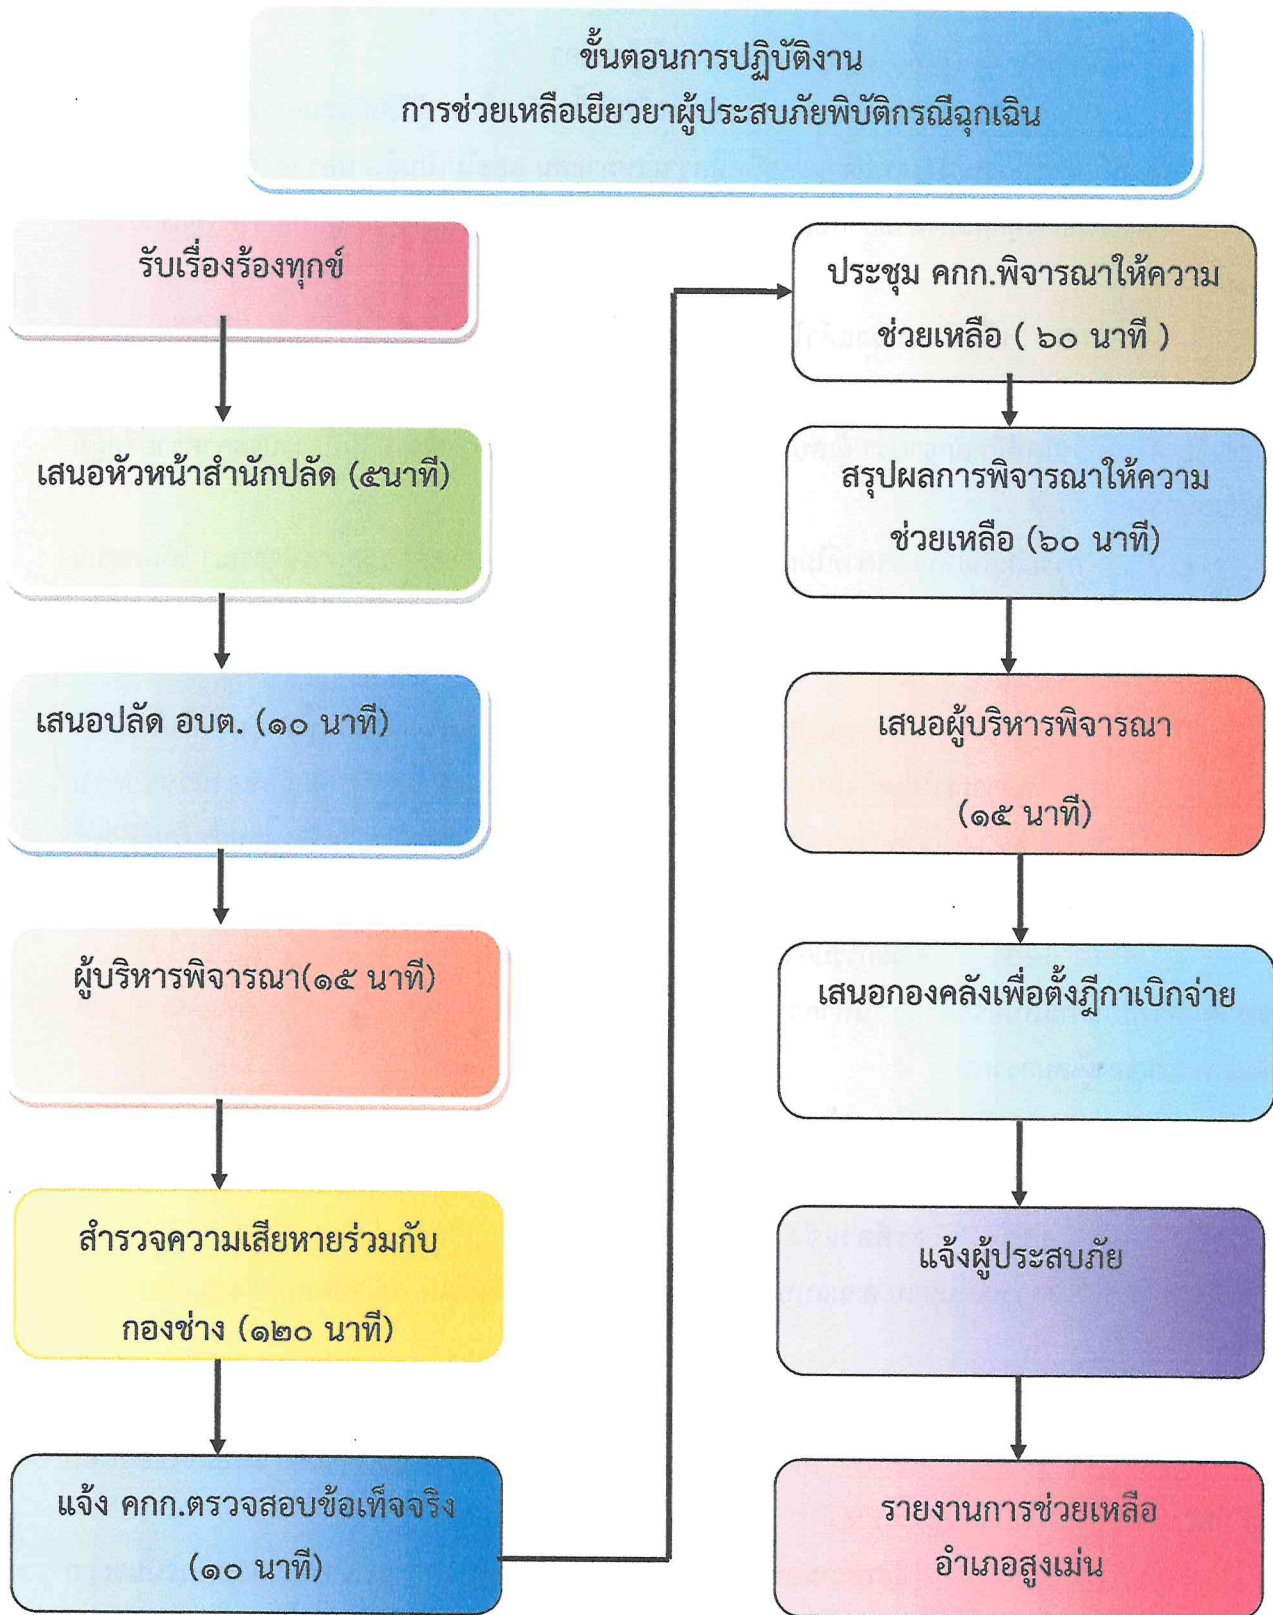 ขั้นตอนการปฏิบัติงาน
การช่วยเหลือเยียวยาผู้ประสบภัยพิบัติกรณีฉุกเฉิน
รับเรื่องร้องทุกข์
เสนอหัวหน้าสำนักปลัด (๕นาที)
เสนอปลัด อบต. (๑๐ นาที)
ผู้บริหารพิจารณา(๑๕ นาที)
สำรวจความเสียหายร่วมกับ
กองช่าง (๑๒๐ นาที)
แจ้ง คกก.ตรวจสอบข้อเท็จจริง
(๑๐ นาที)
ประชุม คกก.พิจารณาให้ความ
ช่วยเหลือ ( ๖๐ นาที )
สรุปผลการพิจารณาให้ความ
ช่วยเหลือ (๖๐ นาที)
เสนอผู้บริหารพิจารณา
(๑๕ นาที)
เสนอกองคลังเพื่อตั้งฎีกาเบิกจ่าย
แจ้งผู้ประสบภัย
รายงานการช่วยเหลือ
อำเภอสูงเม่น